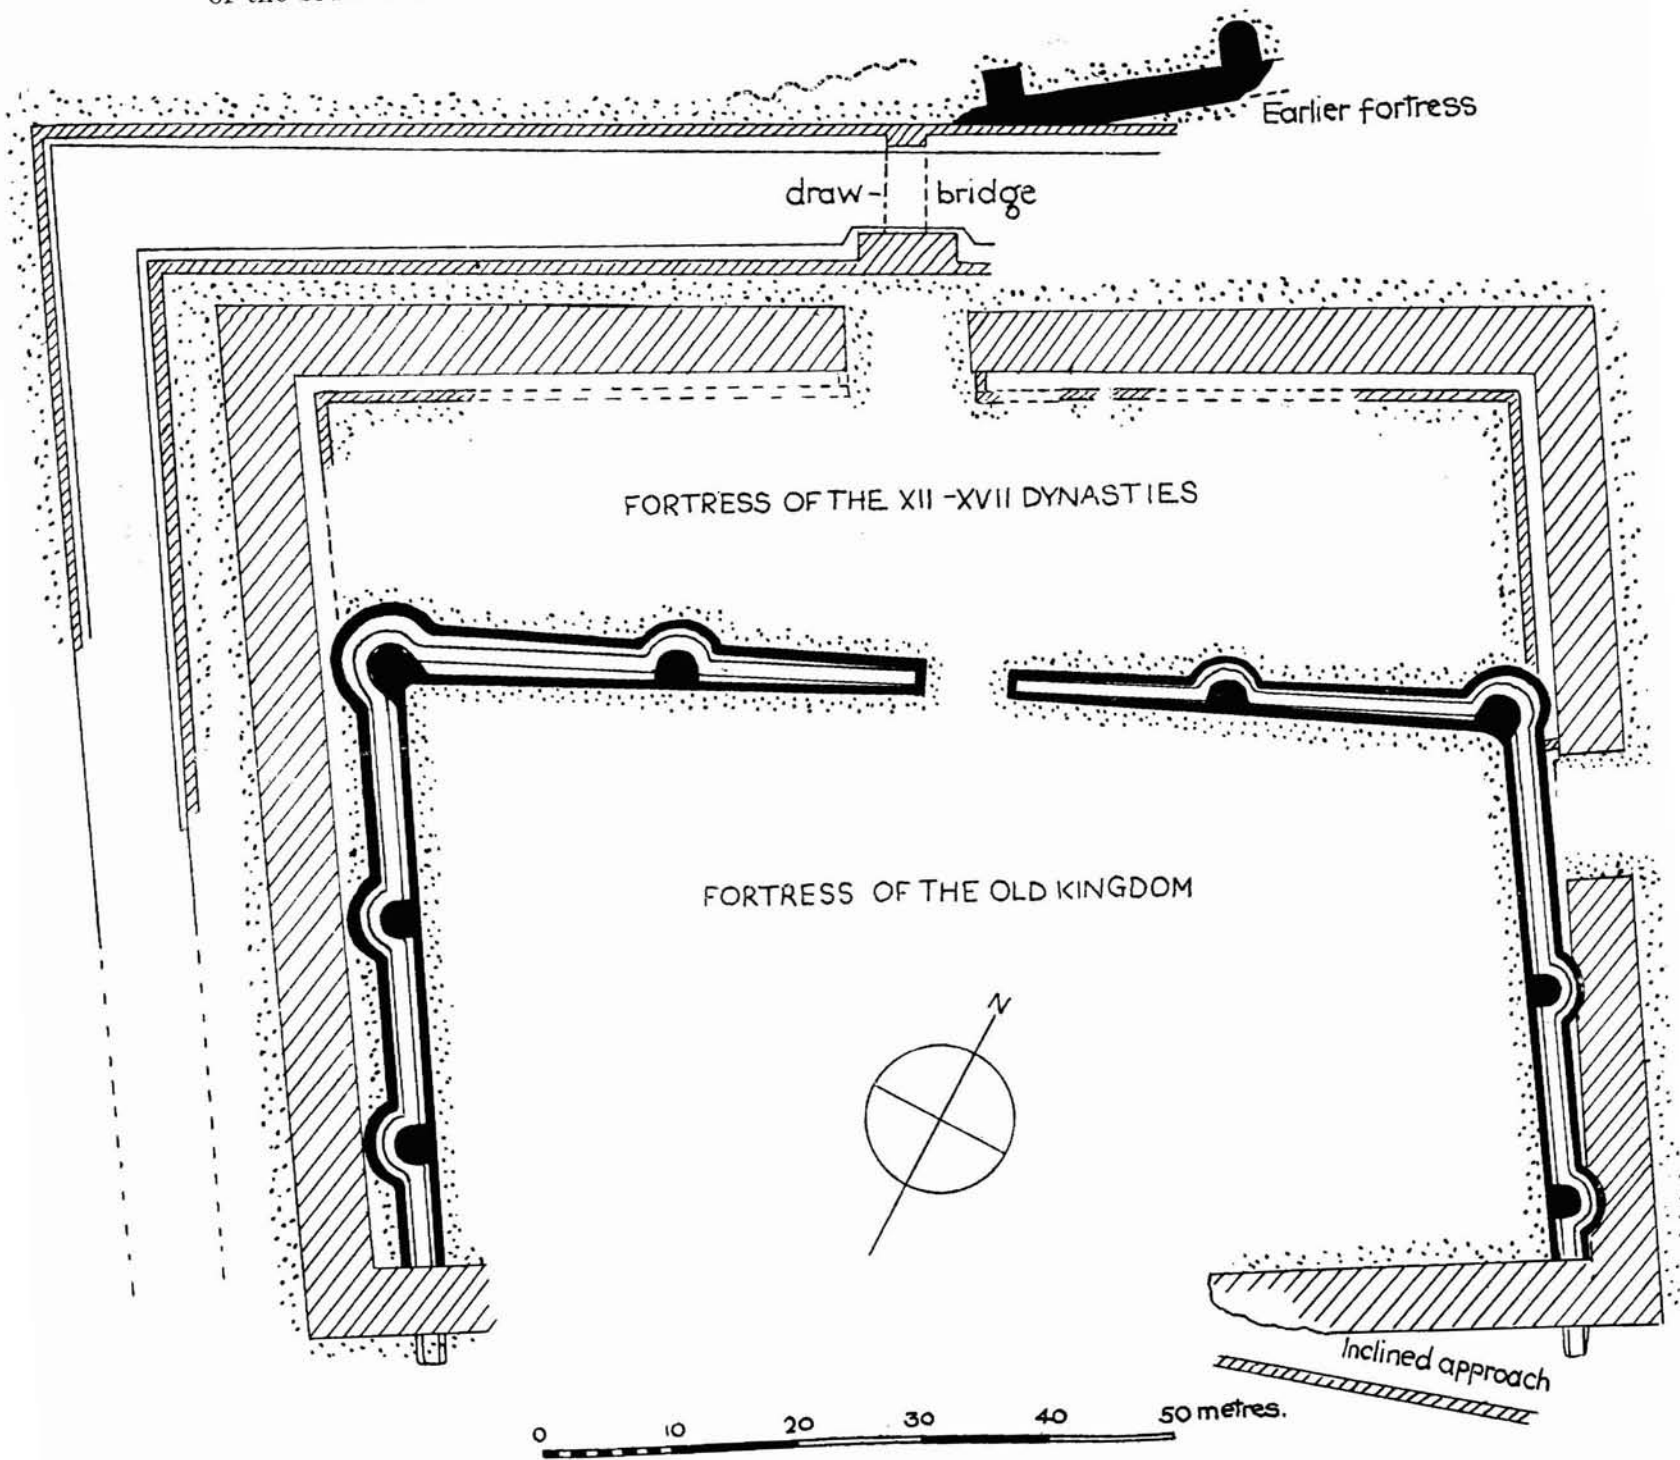 Earlier fortress
draw- bridge
FORTRESS OF THE XII-XVII DYNASTIES
FORTRESS OF THE OLD KINGDOM
N
Inclined approach
0 10 20 30 40 50 metres.